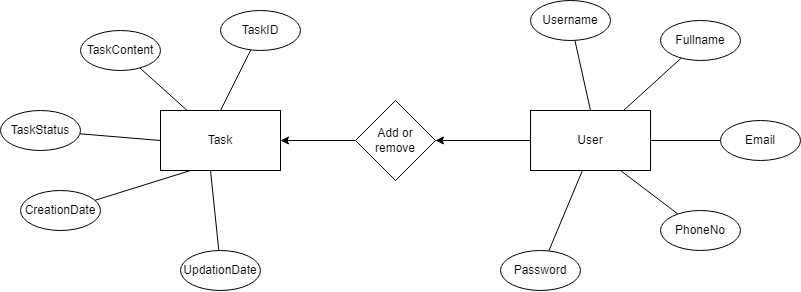 Username
TaskID
Fullname
TaskContent
TaskStatus
Task
Add or
remove
User
Email
CreationDate
PhoneNo
UpdationDate
Password